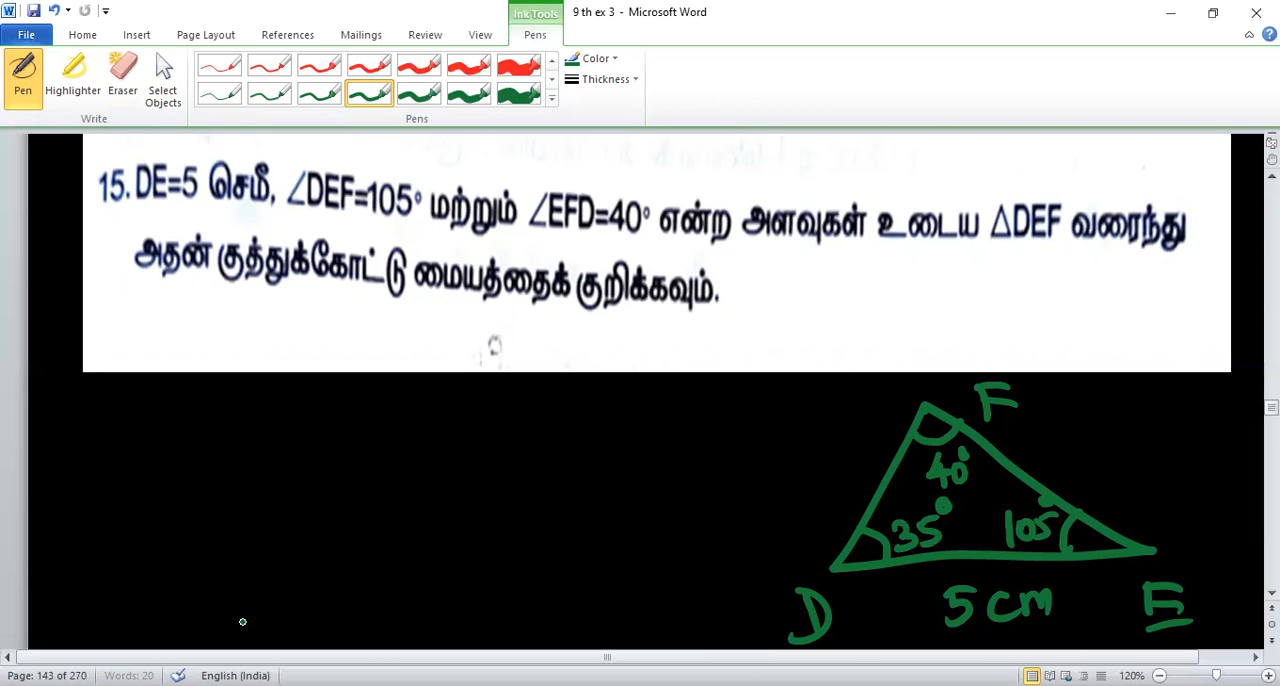 Ink Tools
9 th ex 3 - Microsoft Word
File Home Insert Page Layout References Mailings Review View Pens
Pen Highlighter Eraser Select Objects
Color
Thickness
Write Pens
15. DE=5 செமீ, ∠DEF=105° மற்றும் ∠EFD=40° என்ற அளவுகள் உடைய △DEF வரைந்து
அதன் குத்துக்கோட்டு மையத்தைக் குறிக்கவும்.
F
40°
35° 105°
D 5 cm E
Page: 143 of 270 Words: 20 English (India) 120%